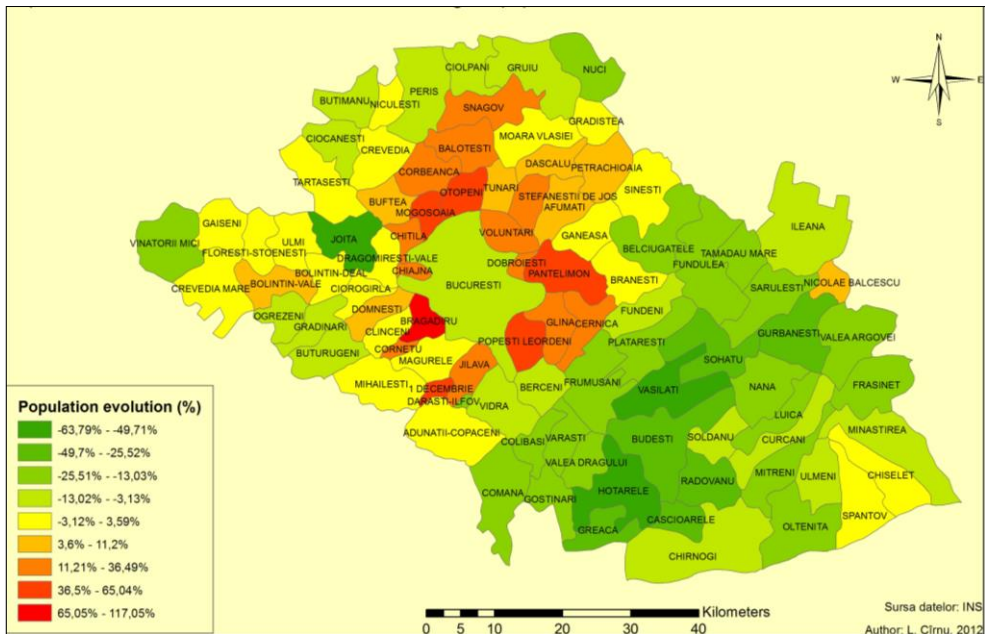 N
W E
S
CIOLPANI
GRUIU
NUCI
PERIS
BUTIMANU
NICULESTI
SNAGOV
GRADISTEA
CIOCANESTI
CREVEDIA
BALOTESTI
MOARA VLASIEI
TARTASESTI
CORBEANCA
DASCALU
PETRACHIOAIA
OTOPENI
TUNARI
STEFANESTII DE JOS
SINESTI
BUFTEA
AFUMATI
MOGOSOAIA
ILEANA
GAISENI
VINATORII MICI
ULMI
JOITA
CHITILA
VOLUNTARI
GANEASA
BELCIUGATELE
TAMADAU MARE
FLORESTI-STOENESTI
DRAGOMIRESTI-VALE
DOBROIESTI
FUNDULEA
BOLINTIN-DEAL
CHIAJNA
PANTELIMON
BRANESTI
CREVEDIA MARE
BOLINTIN-VALE
CIOROGIRLA
BUCURESTI
SARULESTI
NICOLAE BALCESCU
OGREZENI
DOMNESTI
FUNDENI
GRADINARI
BRAGADIRU
GLINA
CERNICA
GURBANESTI
CLINCENI
VALEA ARGOVEI
BUTURUGENI
CORNETU
POPESTI LEORDENI
PLATARESTI
MAGURELE
SOHATU
JILAVA
MIHAILESTI
1 DECEMBRIE
BERCENI
FRUMUSANI
VASILATI
NANA
FRASINET
DARASTI-ILFOV
VIDRA
LUICA
ADUNATII-COPACENI
COLIBASI
VARASTI
BUDESTI
SOLDANU
CURCANI
MINASTIREA
VALEA DRAGULUI
MITRENI
ULMENI
CHISELET
COMANA
GOSTINARI
HOTARELE
RADOVANU
SPANTOV
GREACA
CASCIOARELE
OLTENITA
CHIRNOGI
Population evolution (%)
-63,79% - -49,71%
-49,7% - -25,52%
-25,51% - -13,03%
-13,02% - -3,13%
-3,12% - 3,59%
3,6% - 11,2%
11,21% - 36,49%
36,5% - 65,04%
65,05% - 117,05%
Kilometers
0 5 10 20 30 40
Sursa datelor: INS
Author: L. Cîrnu, 2012